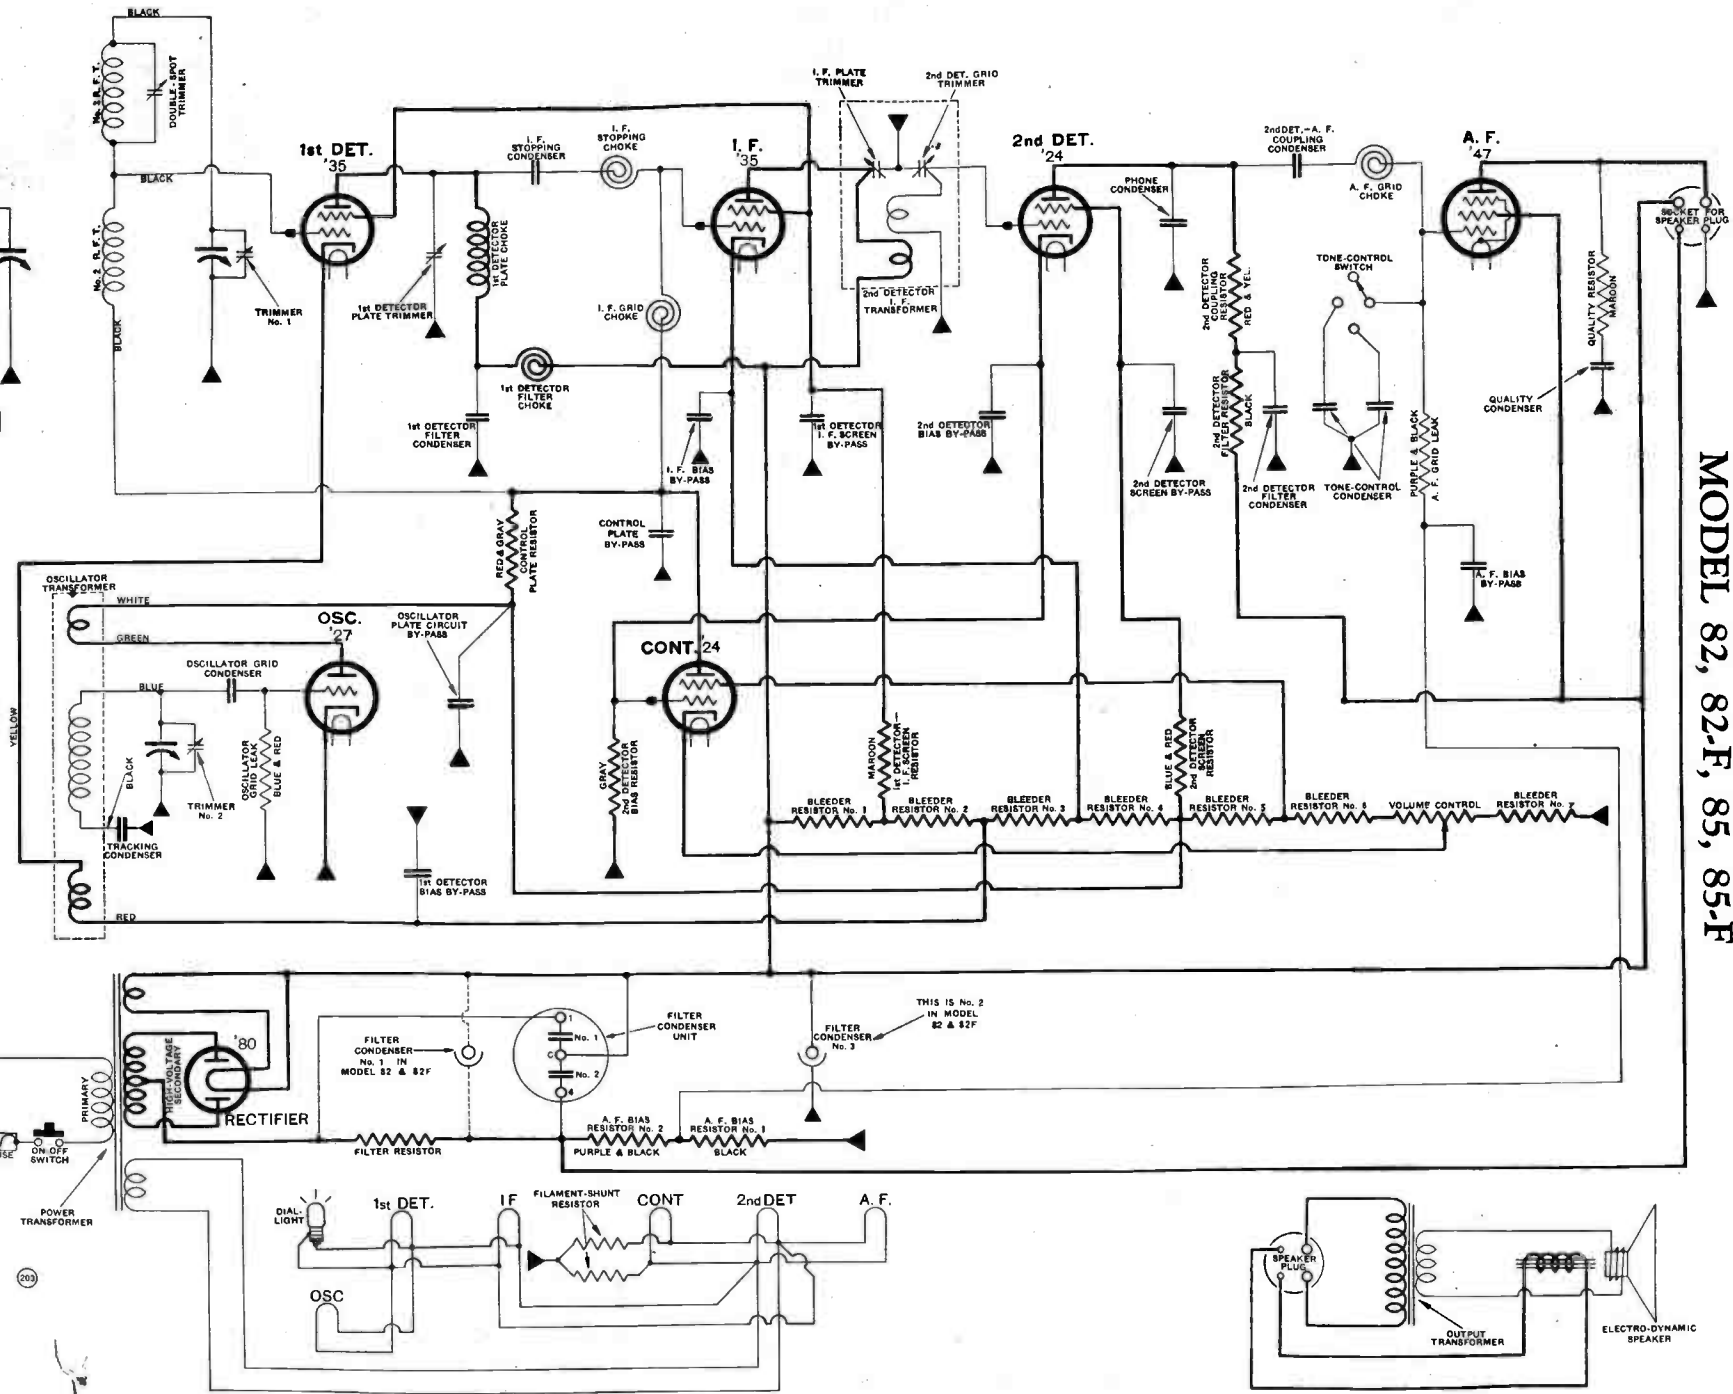 BLACK
No. 3 R.F.T.
DOUBLE-SPOT
TRIMMER
BLACK
No. 2 R.F.T.
BLACK
TRIMMER
No. 1
1st DET.
'35
1st DETECTOR
PLATE TRIMMER
1st DETECTOR
PLATE CHOKE
I. F.
STOPPING
CONDENSER
I. F.
STOPPING
CHOKE
I. F. GRID
CHOKE
1st DETECTOR
FILTER
CHOKE
1st DETECTOR
FILTER
CONDENSER
I. F.
'35
I. F. PLATE
TRIMMER
2nd DET. GRID
TRIMMER
2nd DETECTOR
I. F.
TRANSFORMER
I. F. BIAS
BY-PASS
1st DETECTOR
I. F. SCREEN
BY-PASS
2nd DET.
'24
2nd DETECTOR
BIAS BY-PASS
PHONE
CONDENSER
2nd DET.-A. F.
COUPLING
CONDENSER
A. F. GRID
CHOKE
2nd DETECTOR
COUPLING
RESISTOR
RED & YEL.
2nd DETECTOR
FILTER RESISTOR
BLACK
2nd DETECTOR
SCREEN BY-PASS
2nd DETECTOR
FILTER
CONDENSER
TONE-CONTROL
SWITCH
TONE-CONTROL
CONDENSER
PURPLE & BLACK
A. F. GRID LEAK
A. F.
'47
A. F. BIAS
BY-PASS
QUALITY RESISTOR
MAROON
QUALITY
CONDENSER
SOCKET FOR
SPEAKER PLUG
MODEL 82, 82-F, 85, 85-F
OSCILLATOR
TRANSFORMER
WHITE
GREEN
BLUE
YELLOW
BLACK
RED
TRACKING
CONDENSER
TRIMMER
No. 2
OSCILLATOR GRID
CONDENSER
OSCILLATOR
GRID LEAK
BLUE & RED
OSC.
'27
OSCILLATOR
PLATE CIRCUIT
BY-PASS
1st DETECTOR
BIAS BY-PASS
RED & GRAY
CONTROL
PLATE RESISTOR
CONTROL
PLATE
BY-PASS
CONT. '24
GRAY
2nd DETECTOR
BIAS RESISTOR
MAROON
1st DETECTOR-
I. F. SCREEN
RESISTOR
BLUE & RED
2nd DETECTOR
SCREEN
RESISTOR
BLEEDER
RESISTOR No. 1
BLEEDER
RESISTOR No. 2
BLEEDER
RESISTOR No. 3
BLEEDER
RESISTOR No. 4
BLEEDER
RESISTOR No. 5
BLEEDER
RESISTOR No. 6
VOLUME CONTROL
BLEEDER
RESISTOR No. 7
PRIMARY
HIGH-VOLTAGE
SECONDARY
'80
RECTIFIER
ON OFF
SWITCH
POWER
TRANSFORMER
FILTER
CONDENSER
No. 1 IN
MODEL 82 & 82F
1
No. 1
C
No. 2
4
FILTER
CONDENSER
UNIT
FILTER
CONDENSER
No. 3
THIS IS No. 2
IN MODEL
82 & 82F
FILTER RESISTOR
A. F. BIAS
RESISTOR No. 2
PURPLE & BLACK
A. F. BIAS
RESISTOR No. 1
BLACK
DIAL-
LIGHT
1st DET.
IF
FILAMENT-SHUNT
RESISTOR
CONT
2nd DET
A. F.
OSC
203
SPEAKER
PLUG
OUTPUT
TRANSFORMER
ELECTRO-DYNAMIC
SPEAKER